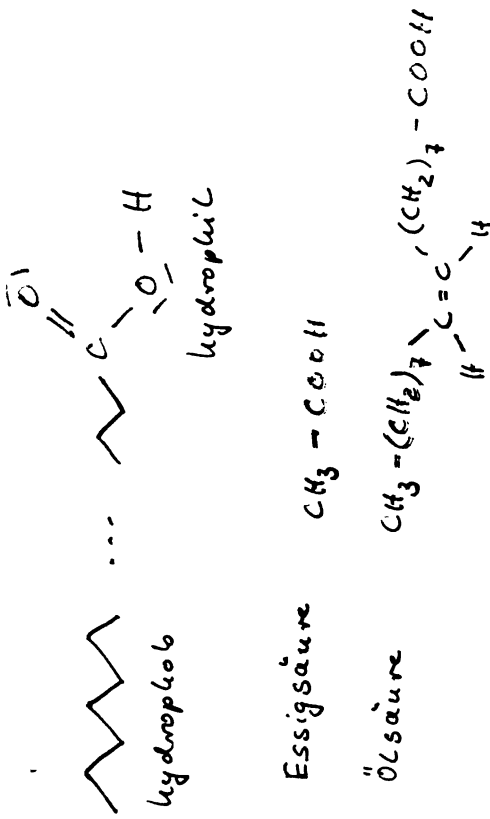 O
C
... O - H
hydrophob hydrophil
Essigsäure CH3 - COOH
Ölsäure CH3 - (CH2)7 C = C (CH2)7 - COOH
H H